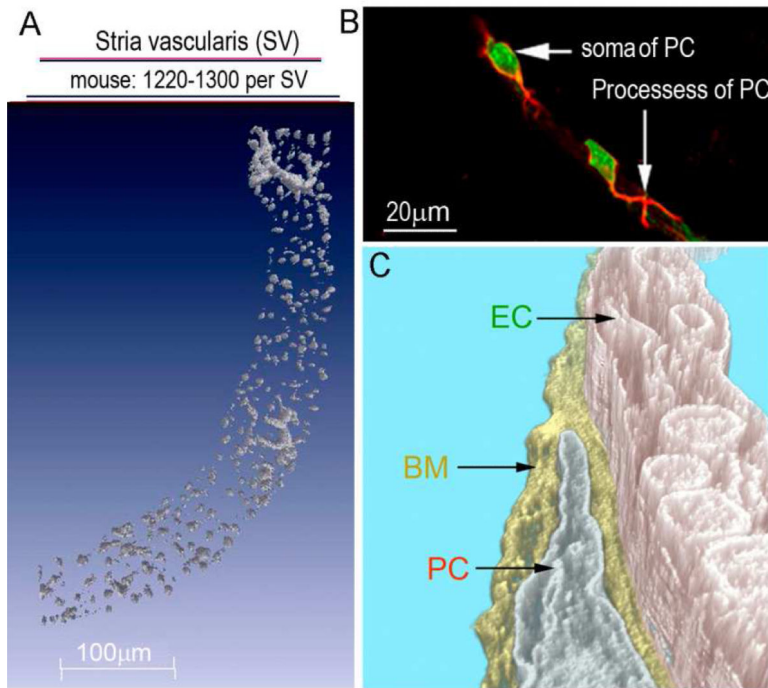 A
Stria vascularis (SV)
mouse: 1220-1300 per SV
100μm
B
soma of PC
Processess of PC
20μm
C
EC
BM
PC